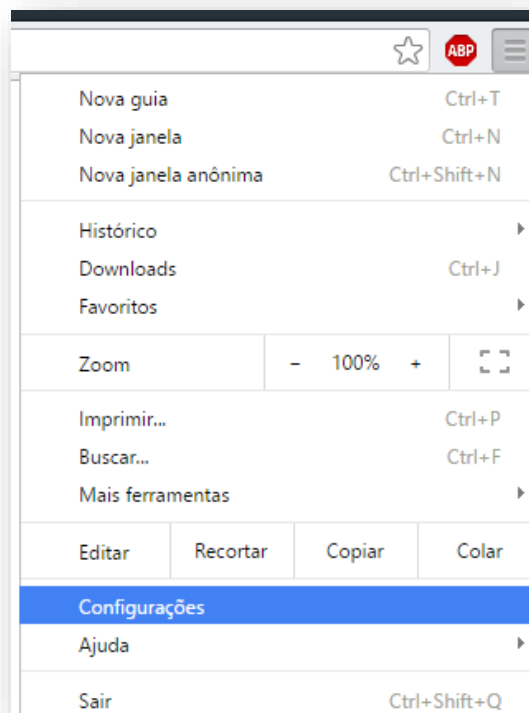 ABP
Nova guia Ctrl+T
Nova janela Ctrl+N
Nova janela anônima Ctrl+Shift+N
Histórico
Downloads Ctrl+J
Favoritos
Zoom - 100% +
Imprimir... Ctrl+P
Buscar... Ctrl+F
Mais ferramentas
Editar Recortar Copiar Colar
Configurações
Ajuda
Sair Ctrl+Shift+Q